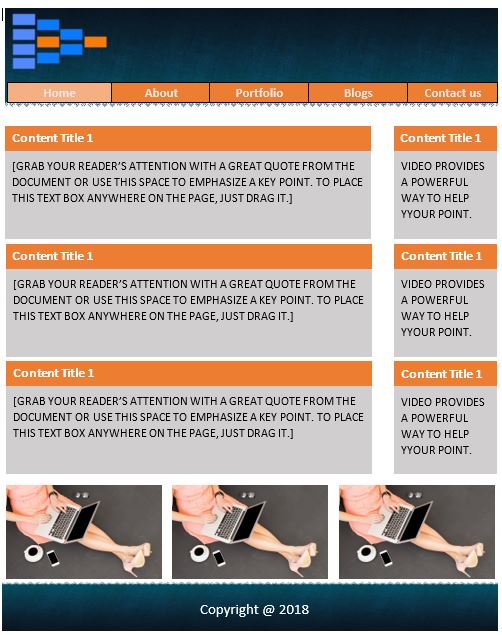 Home About Portfolio Blogs Contact us
Content Title 1
[GRAB YOUR READER’S ATTENTION WITH A GREAT QUOTE FROM THE
DOCUMENT OR USE THIS SPACE TO EMPHASIZE A KEY POINT. TO PLACE
THIS TEXT BOX ANYWHERE ON THE PAGE, JUST DRAG IT.]
Content Title 1
VIDEO PROVIDES
A POWERFUL
WAY TO HELP
YYOUR POINT.
Content Title 1
[GRAB YOUR READER’S ATTENTION WITH A GREAT QUOTE FROM THE
DOCUMENT OR USE THIS SPACE TO EMPHASIZE A KEY POINT. TO PLACE
THIS TEXT BOX ANYWHERE ON THE PAGE, JUST DRAG IT.]
Content Title 1
VIDEO PROVIDES
A POWERFUL
WAY TO HELP
YYOUR POINT.
Content Title 1
[GRAB YOUR READER’S ATTENTION WITH A GREAT QUOTE FROM THE
DOCUMENT OR USE THIS SPACE TO EMPHASIZE A KEY POINT. TO PLACE
THIS TEXT BOX ANYWHERE ON THE PAGE, JUST DRAG IT.]
Content Title 1
VIDEO PROVIDES
A POWERFUL
WAY TO HELP
YYOUR POINT.
Copyright @ 2018